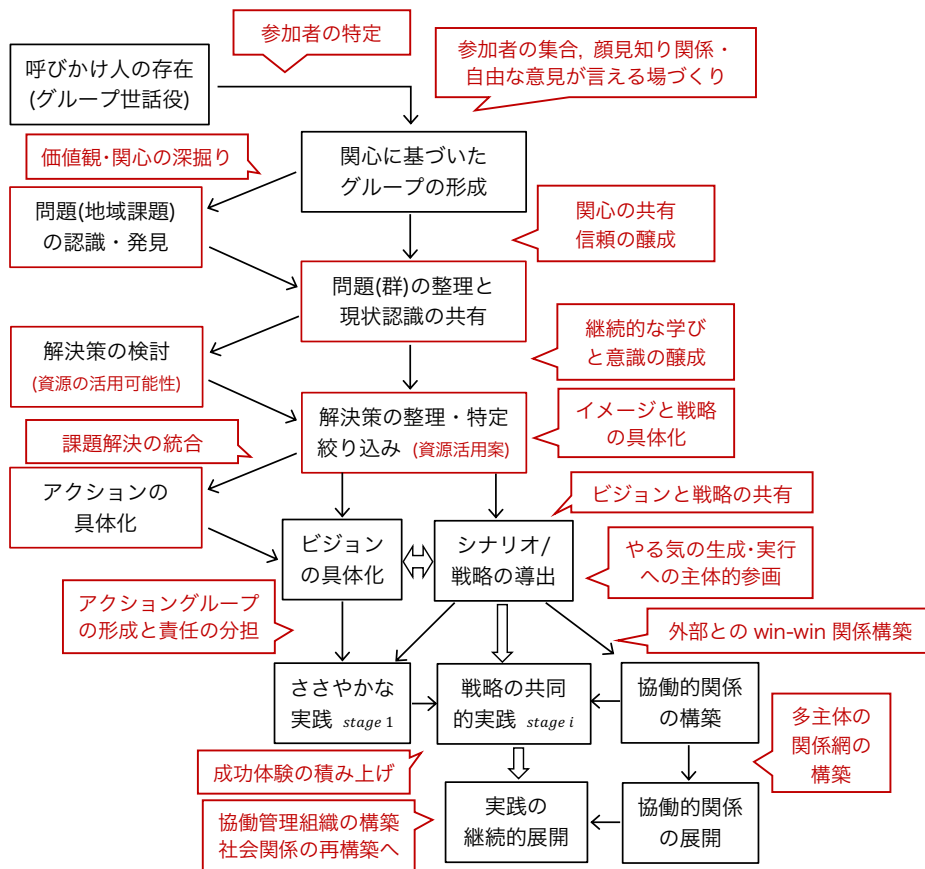 参加者の特定
参加者の集合, 顔見知り関係・
自由な意見が言える場づくり
呼びかけ人の存在
(グループ世話役)
価値観・関心の深掘り
関心に基づいた
グループの形成
問題(地域課題)
の認識・発見
関心の共有
信頼の醸成
問題(群)の整理と
現状認識の共有
継続的な学び
と意識の醸成
解決策の検討
(資源の活用可能性)
解決策の整理・特定
絞り込み (資源活用案)
イメージと戦略
の具体化
課題解決の統合
アクションの
具体化
ビジョンと戦略の共有
ビジョン
の具体化
シナリオ/
戦略の導出
やる気の生成・実行
への主体的参画
アクショングループ
の形成と責任の分担
外部との win-win 関係構築
ささやかな
実践 stage 1
戦略の共同
的実践 stage i
協働的関係
の構築
多主体の
関係網の
構築
成功体験の積み上げ
協働管理組織の構築
社会関係の再構築へ
実践の
継続的展開
協働的関係
の展開